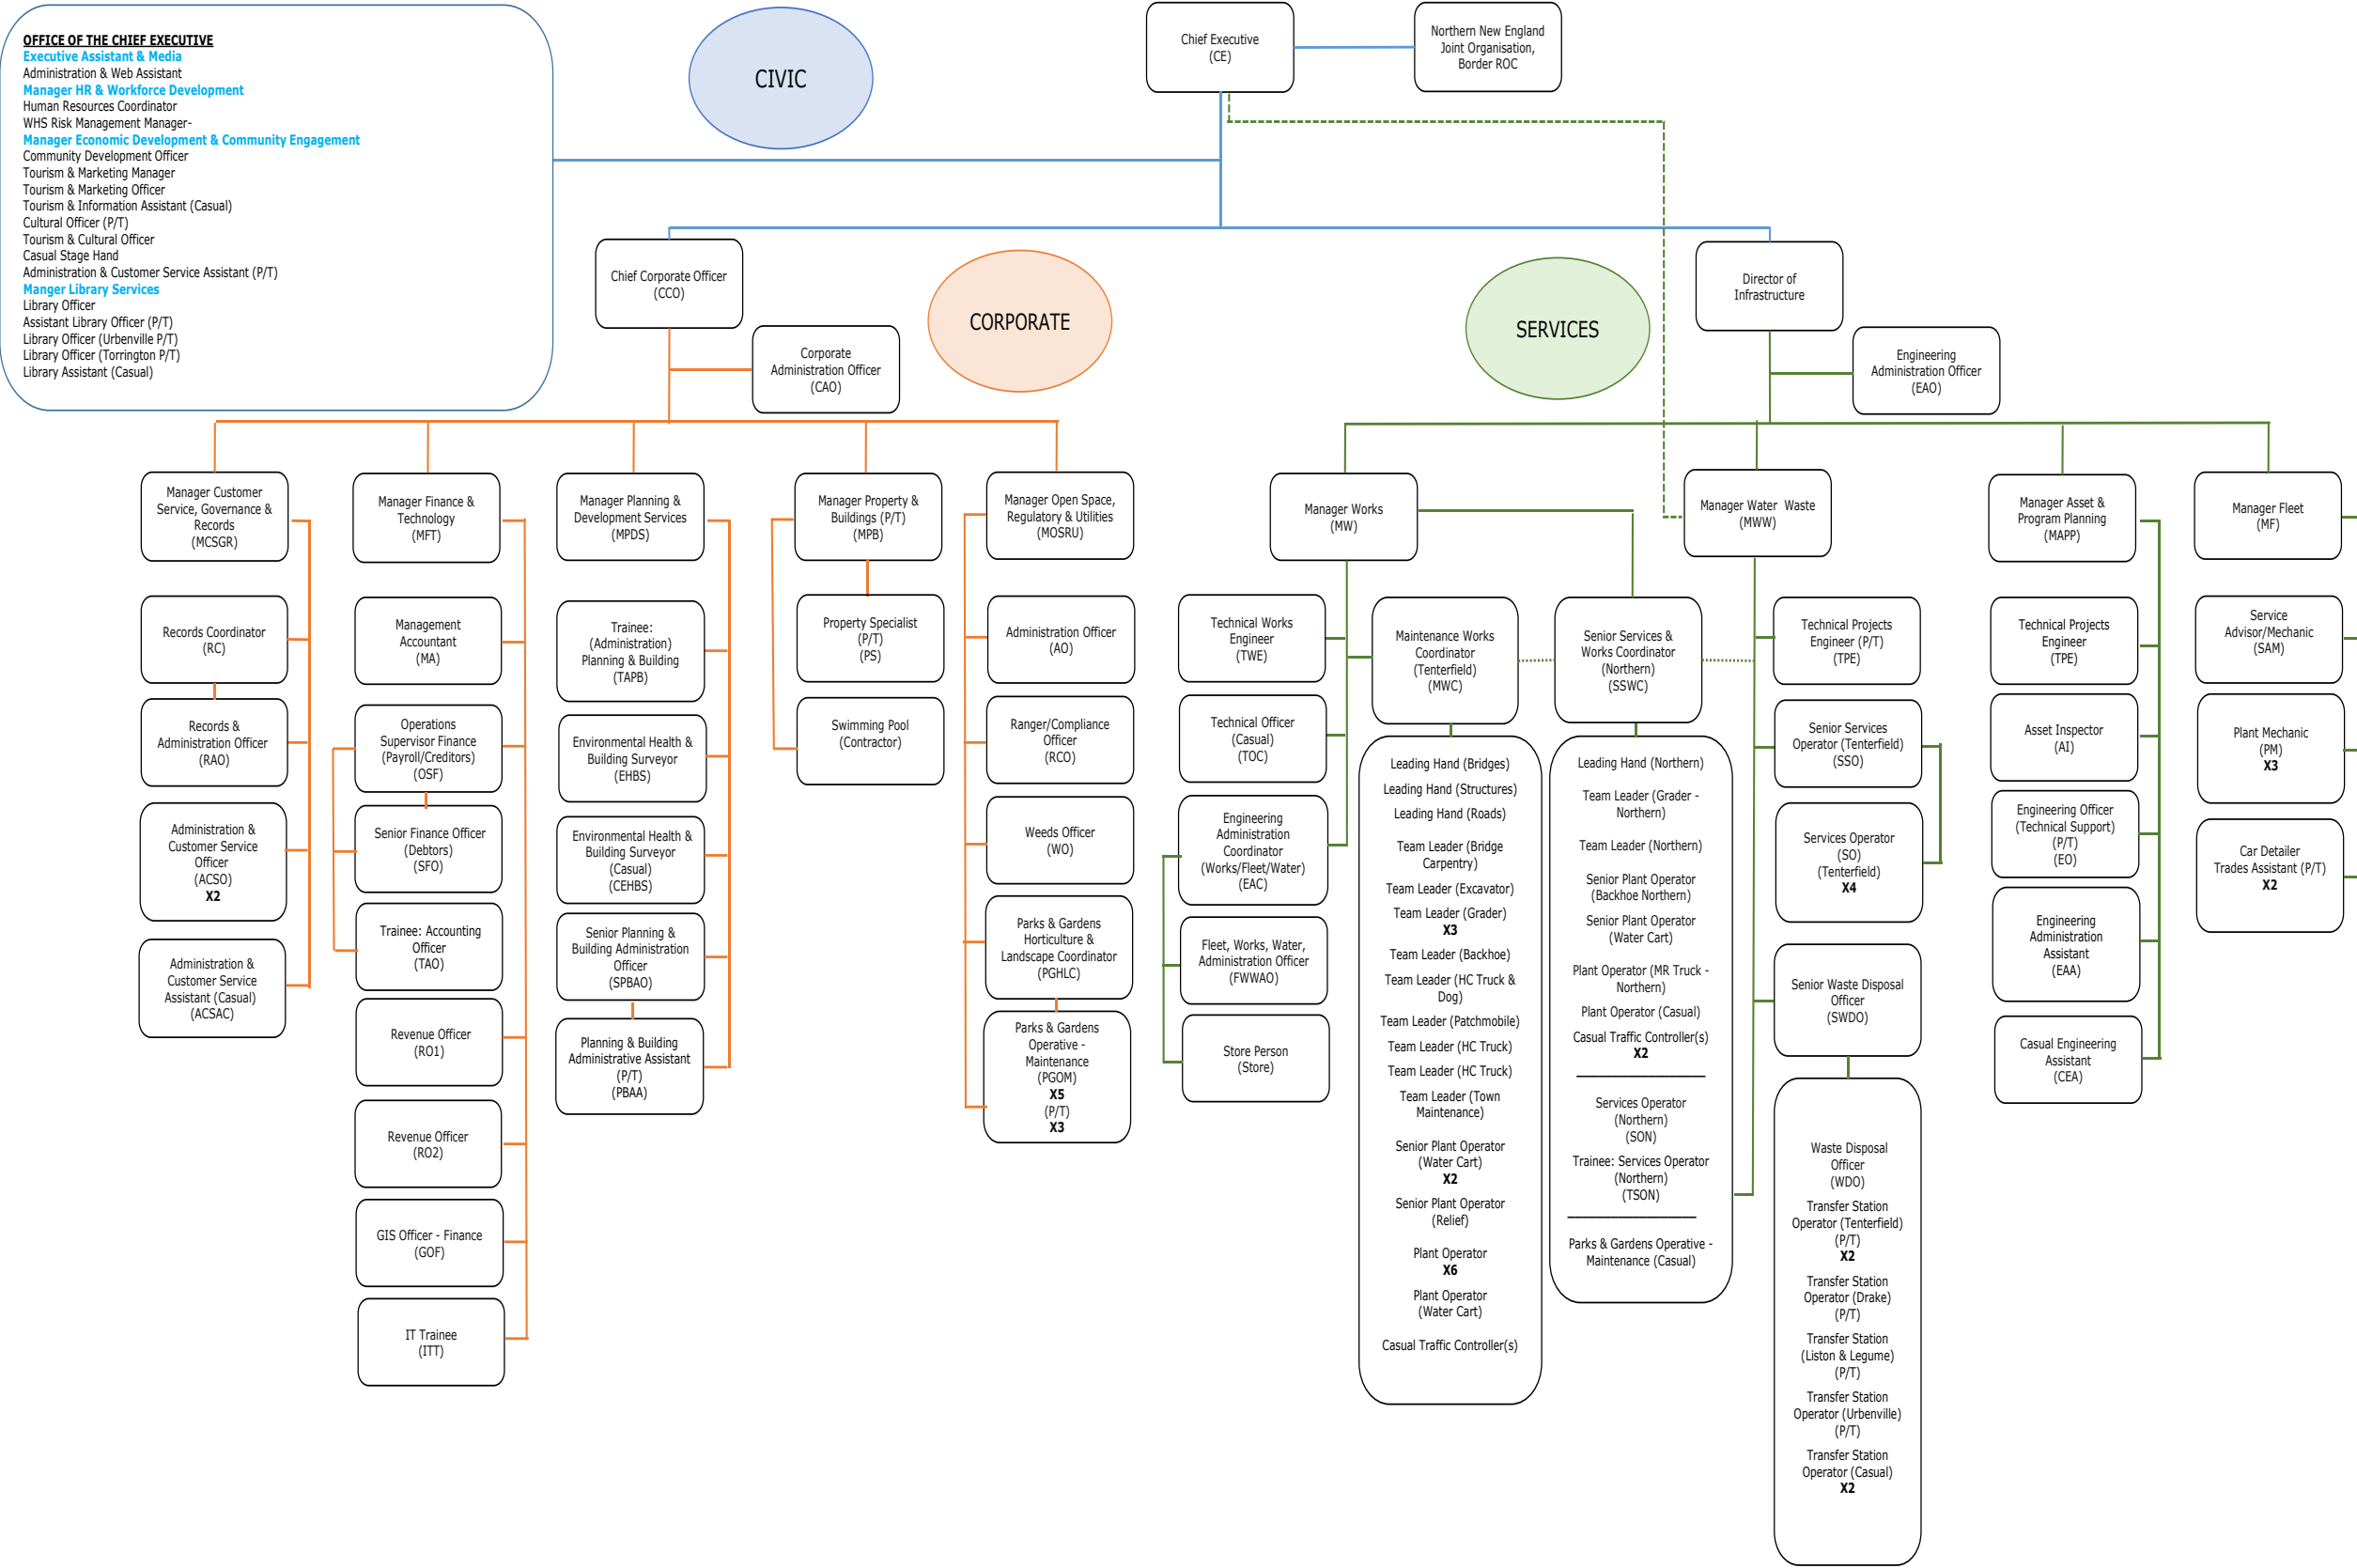 OFFICE OF THE CHIEF EXECUTIVE
Executive Assistant & Media
Administration & Web Assistant
Manager HR & Workforce Development
Human Resources Coordinator
WHS Risk Management Manager-
Manager Economic Development & Community Engagement
Community Development Officer
Tourism & Marketing Manager
Tourism & Marketing Officer
Tourism & Information Assistant (Casual)
Cultural Officer (P/T)
Tourism & Cultural Officer
Casual Stage Hand
Administration & Customer Service Assistant (P/T)
Manger Library Services
Library Officer
Assistant Library Officer (P/T)
Library Officer (Urbenville P/T)
Library Officer (Torrington P/T)
Library Assistant (Casual)
CIVIC
Chief Executive
(CE)
Northern New England
Joint Organisation,
Border ROC
Chief Corporate Officer
(CCO)
CORPORATE
SERVICES
Director of
Infrastructure
Corporate
Administration Officer
(CAO)
Engineering
Administration Officer
(EAO)
Manager Customer
Service, Governance &
Records
(MCSGR)
Records Coordinator
(RC)
Records &
Administration Officer
(RAO)
Administration &
Customer Service
Officer
(ACSO)
X2
Administration &
Customer Service
Assistant (Casual)
(ACSAC)
Manager Finance &
Technology
(MFT)
Management
Accountant
(MA)
Operations
Supervisor Finance
(Payroll/Creditors)
(OSF)
Senior Finance Officer
(Debtors)
(SFO)
Trainee: Accounting
Officer
(TAO)
Revenue Officer
(RO1)
Revenue Officer
(RO2)
GIS Officer - Finance
(GOF)
IT Trainee
(ITT)
Manager Planning &
Development Services
(MPDS)
Trainee:
(Administration)
Planning & Building
(TAPB)
Environmental Health &
Building Surveyor
(EHBS)
Environmental Health &
Building Surveyor
(Casual)
(CEHBS)
Senior Planning &
Building Administration
Officer
(SPBAO)
Planning & Building
Administrative Assistant
(P/T)
(PBAA)
Manager Property &
Buildings (P/T)
(MPB)
Property Specialist
(P/T)
(PS)
Swimming Pool
(Contractor)
Manager Open Space,
Regulatory & Utilities
(MOSRU)
Administration Officer
(AO)
Ranger/Compliance
Officer
(RCO)
Weeds Officer
(WO)
Parks & Gardens
Horticulture &
Landscape Coordinator
(PGHLC)
Parks & Gardens
Operative -
Maintenance
(PGOM)
X5
(P/T)
X3
Manager Works
(MW)
Technical Works
Engineer
(TWE)
Technical Officer
(Casual)
(TOC)
Engineering
Administration
Coordinator
(Works/Fleet/Water)
(EAC)
Fleet, Works, Water,
Administration Officer
(FWWAO)
Store Person
(Store)
Maintenance Works
Coordinator
(Tenterfield)
(MWC)
Leading Hand (Bridges)
Leading Hand (Structures)
Leading Hand (Roads)
Team Leader (Bridge
Carpentry)
Team Leader (Excavator)
Team Leader (Grader)
X3
Team Leader (Backhoe)
Team Leader (HC Truck &
Dog)
Team Leader (Patchmobile)
Team Leader (HC Truck)
Team Leader (HC Truck)
Team Leader (Town
Maintenance)
Senior Plant Operator
(Water Cart)
X2
Senior Plant Operator
(Relief)
Plant Operator
X6
Plant Operator
(Water Cart)
Casual Traffic Controller(s)
Senior Services &
Works Coordinator
(Northern)
(SSWC)
Leading Hand (Northern)
Team Leader (Grader -
Northern)
Team Leader (Northern)
Senior Plant Operator
(Backhoe Northern)
Senior Plant Operator
(Water Cart)
Plant Operator (MR Truck -
Northern)
Plant Operator (Casual)
Casual Traffic Controller(s)
X2
Services Operator
(Northern)
(SON)
Trainee: Services Operator
(Northern)
(TSON)
Parks & Gardens Operative -
Maintenance (Casual)
Manager Water  Waste
(MWW)
Technical Projects
Engineer (P/T)
(TPE)
Senior Services
Operator (Tenterfield)
(SSO)
Services Operator
(SO)
(Tenterfield)
X4
Senior Waste Disposal
Officer
(SWDO)
Waste Disposal
Officer
(WDO)
Transfer Station
Operator (Tenterfield)
(P/T)
X2
Transfer Station
Operator (Drake)
(P/T)
Transfer Station
(Liston & Legume)
(P/T)
Transfer Station
Operator (Urbenville)
(P/T)
Transfer Station
Operator (Casual)
X2
Manager Asset &
Program Planning
(MAPP)
Technical Projects
Engineer
(TPE)
Asset Inspector
(AI)
Engineering Officer
(Technical Support)
(P/T)
(EO)
Engineering
Administration
Assistant
(EAA)
Casual Engineering
Assistant
(CEA)
Manager Fleet
(MF)
Service
Advisor/Mechanic
(SAM)
Plant Mechanic
(PM)
X3
Car Detailer
Trades Assistant (P/T)
X2